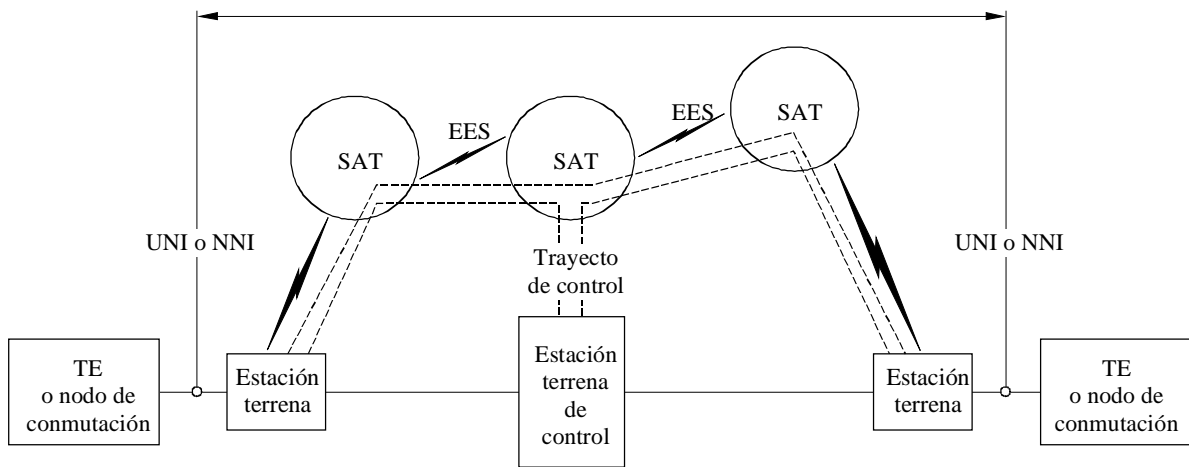 SAT
EES
EES
SAT
SAT
UNI o NNI
UNI o NNI
Trayecto
de control
TE
o nodo de
conmutación
Estación
terrena
Estación
terrena
de
control
Estación
terrena
TE
o nodo de
conmutación